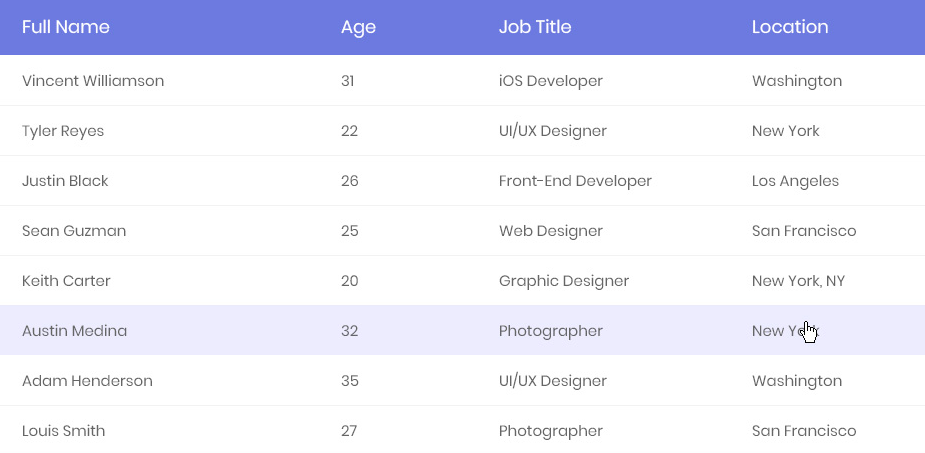 Full Name Age Job Title Location
Vincent Williamson 31 iOS Developer Washington
Tyler Reyes 22 UI/UX Designer New York
Justin Black 26 Front-End Developer Los Angeles
Sean Guzman 25 Web Designer San Francisco
Keith Carter 20 Graphic Designer New York, NY
Austin Medina 32 Photographer New York
Adam Henderson 35 UI/UX Designer Washington
Louis Smith 27 Photographer San Francisco